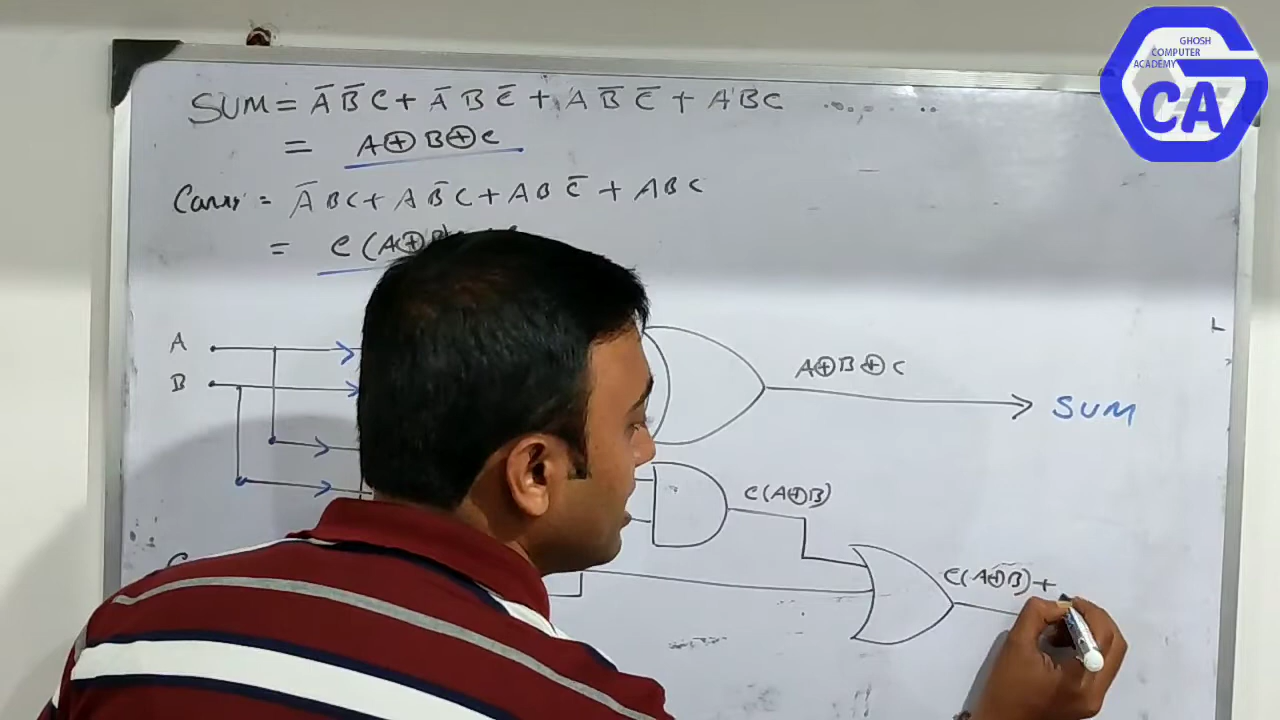 GHOSH
COMPUTER
ACADEMY
CA
SUM = A̅ B̅ C + A̅ B C̅ + A B̅ C̅ + A B C
= A⊕B⊕C
Carry = A̅ B C + A B̅ C + A B C̅ + A B C
= C (A⊕B)
A
B
A⊕B⊕C
SUM
C(A⊕B)
C(A⊕B) +